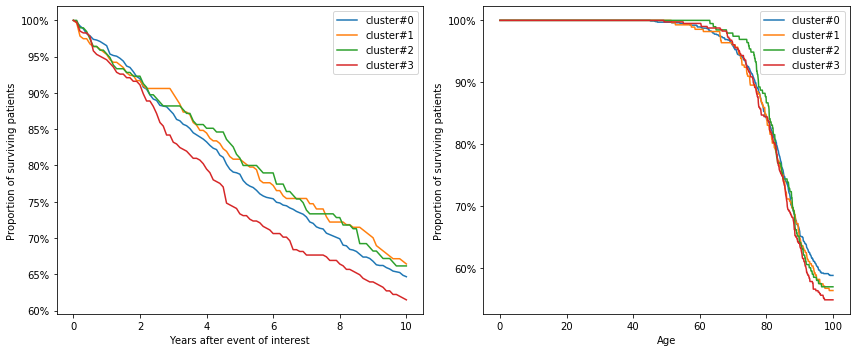 100%
95%
90%
85%
80%
75%
70%
65%
60%
Proportion of surviving patients
0
2
4
6
8
10
Years after event of interest
cluster#0
cluster#1
cluster#2
cluster#3
100%
90%
80%
70%
60%
Proportion of surviving patients
0
20
40
60
80
100
Age
cluster#0
cluster#1
cluster#2
cluster#3